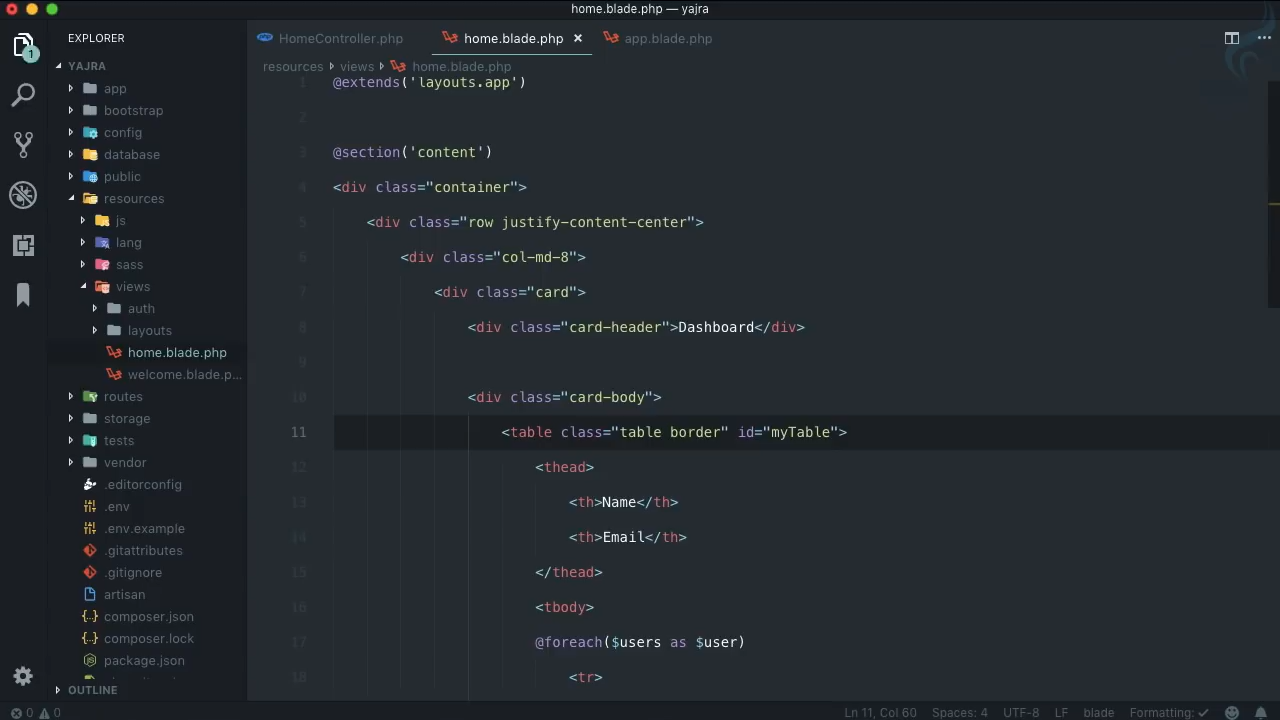 home.blade.php — yajra
EXPLORER
HomeController.php
home.blade.php ×
app.blade.php
1
YAJRA
resources views home.blade.php
app
bootstrap
config
database
public
resources
js
lang
sass
views
auth
layouts
home.blade.php
welcome.blade.p...
routes
storage
tests
vendor
.editorconfig
.env
.env.example
.gitattributes
.gitignore
artisan
composer.json
composer.lock
package.json
OUTLINE
1 @extends('layouts.app')
2
3 @section('content')
4 <div class="container">
5 <div class="row justify-content-center">
6 <div class="col-md-8">
7 <div class="card">
8 <div class="card-header">Dashboard</div>
9
10 <div class="card-body">
11 <table class="table border" id="myTable">
12 <thead>
13 <th>Name</th>
14 <th>Email</th>
15 </thead>
16 <tbody>
17 @foreach($users as $user)
18 <tr>
0 0
Ln 11, Col 60 Spaces: 4 UTF-8 LF blade Formatting: ✓